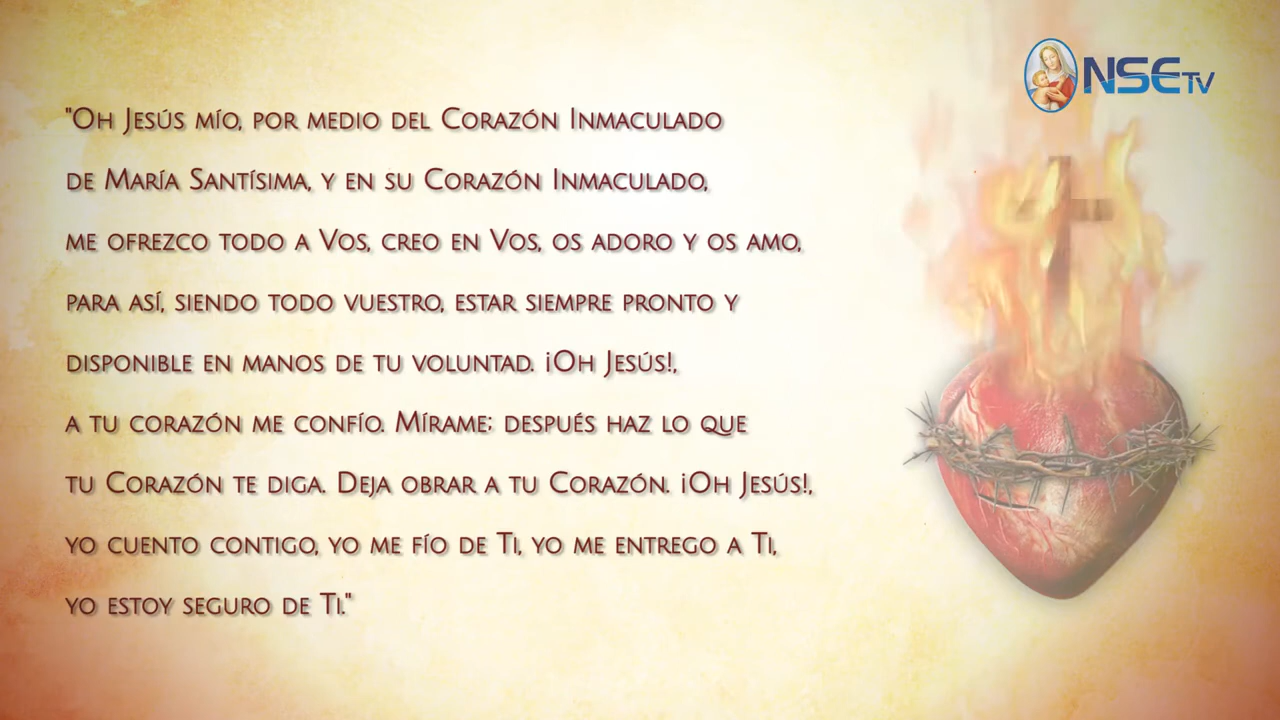 "Oh Jesús mío, por medio del Corazón Inmaculado
de María Santísima, y en su Corazón Inmaculado,
me ofrezco todo a Vos, creo en Vos, os adoro y os amo,
para así, siendo todo vuestro, estar siempre pronto y
disponible en manos de tu voluntad. ¡Oh Jesús!,
a tu corazón me confío. Mírame; después haz lo que
tu Corazón te diga. Deja obrar a tu Corazón. ¡Oh Jesús!,
yo cuento contigo, yo me fío de Ti, yo me entrego a Ti,
yo estoy seguro de Ti."
NSE TV